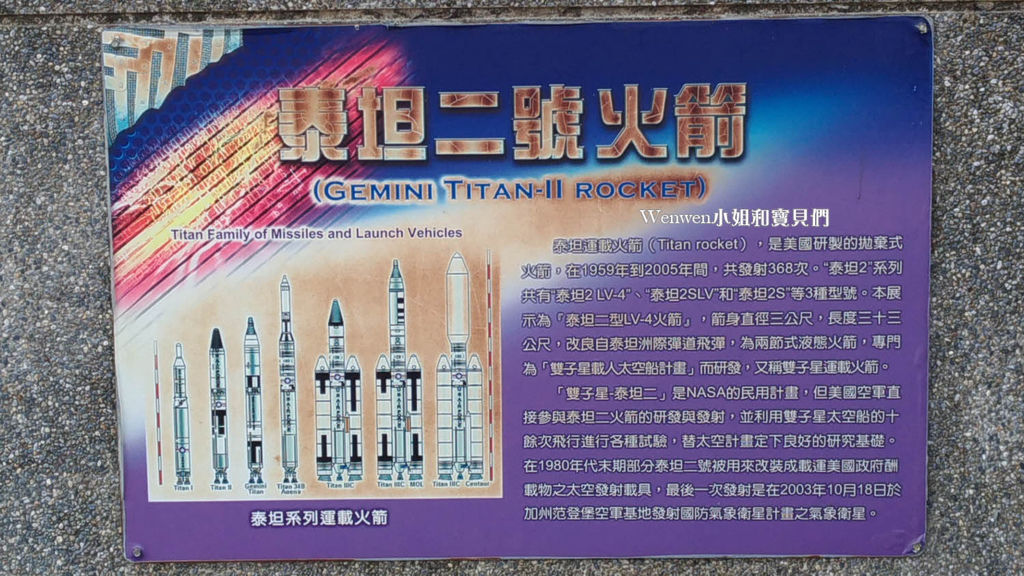 泰坦二號火箭
(GEMINI TITAN-II ROCKET)
Wenwen小姐和寶貝們
Titan Family of Missiles and Launch Vehicles
Titan I
Titan II
Gemini Titan
Titan 34B Agena
Titan IIIC
Titan IIIC MOL
Titan IIIC Centaur
泰坦系列運載火箭
泰坦運載火箭（Titan rocket），是美國研製的拋棄式
火箭，在1959年到2005年間，共發射368次。“泰坦2”系列
共有“泰坦2 LV-4”、“泰坦2SLV”和“泰坦2S”等3種型號。本展
示為「泰坦二型LV-4火箭」，箭身直徑三公尺，長度三十三
公尺，改良自泰坦洲際彈道飛彈，為兩節式液態火箭，專門
為「雙子星載人太空船計畫」而研發，又稱雙子星運載火箭。
「雙子星-泰坦二」是NASA的民用計畫，但美國空軍直
接參與泰坦二火箭的研發與發射，並利用雙子星太空船的十
餘次飛行進行各種試驗，替太空計畫定下良好的研究基礎。
在1980年代末期部分泰坦二號被用來改裝成載運美國政府酬
載物之太空發射載具，最後一次發射是在2003年10月18日於
加州范登堡空軍基地發射國防氣象衛星計畫之氣象衛星。